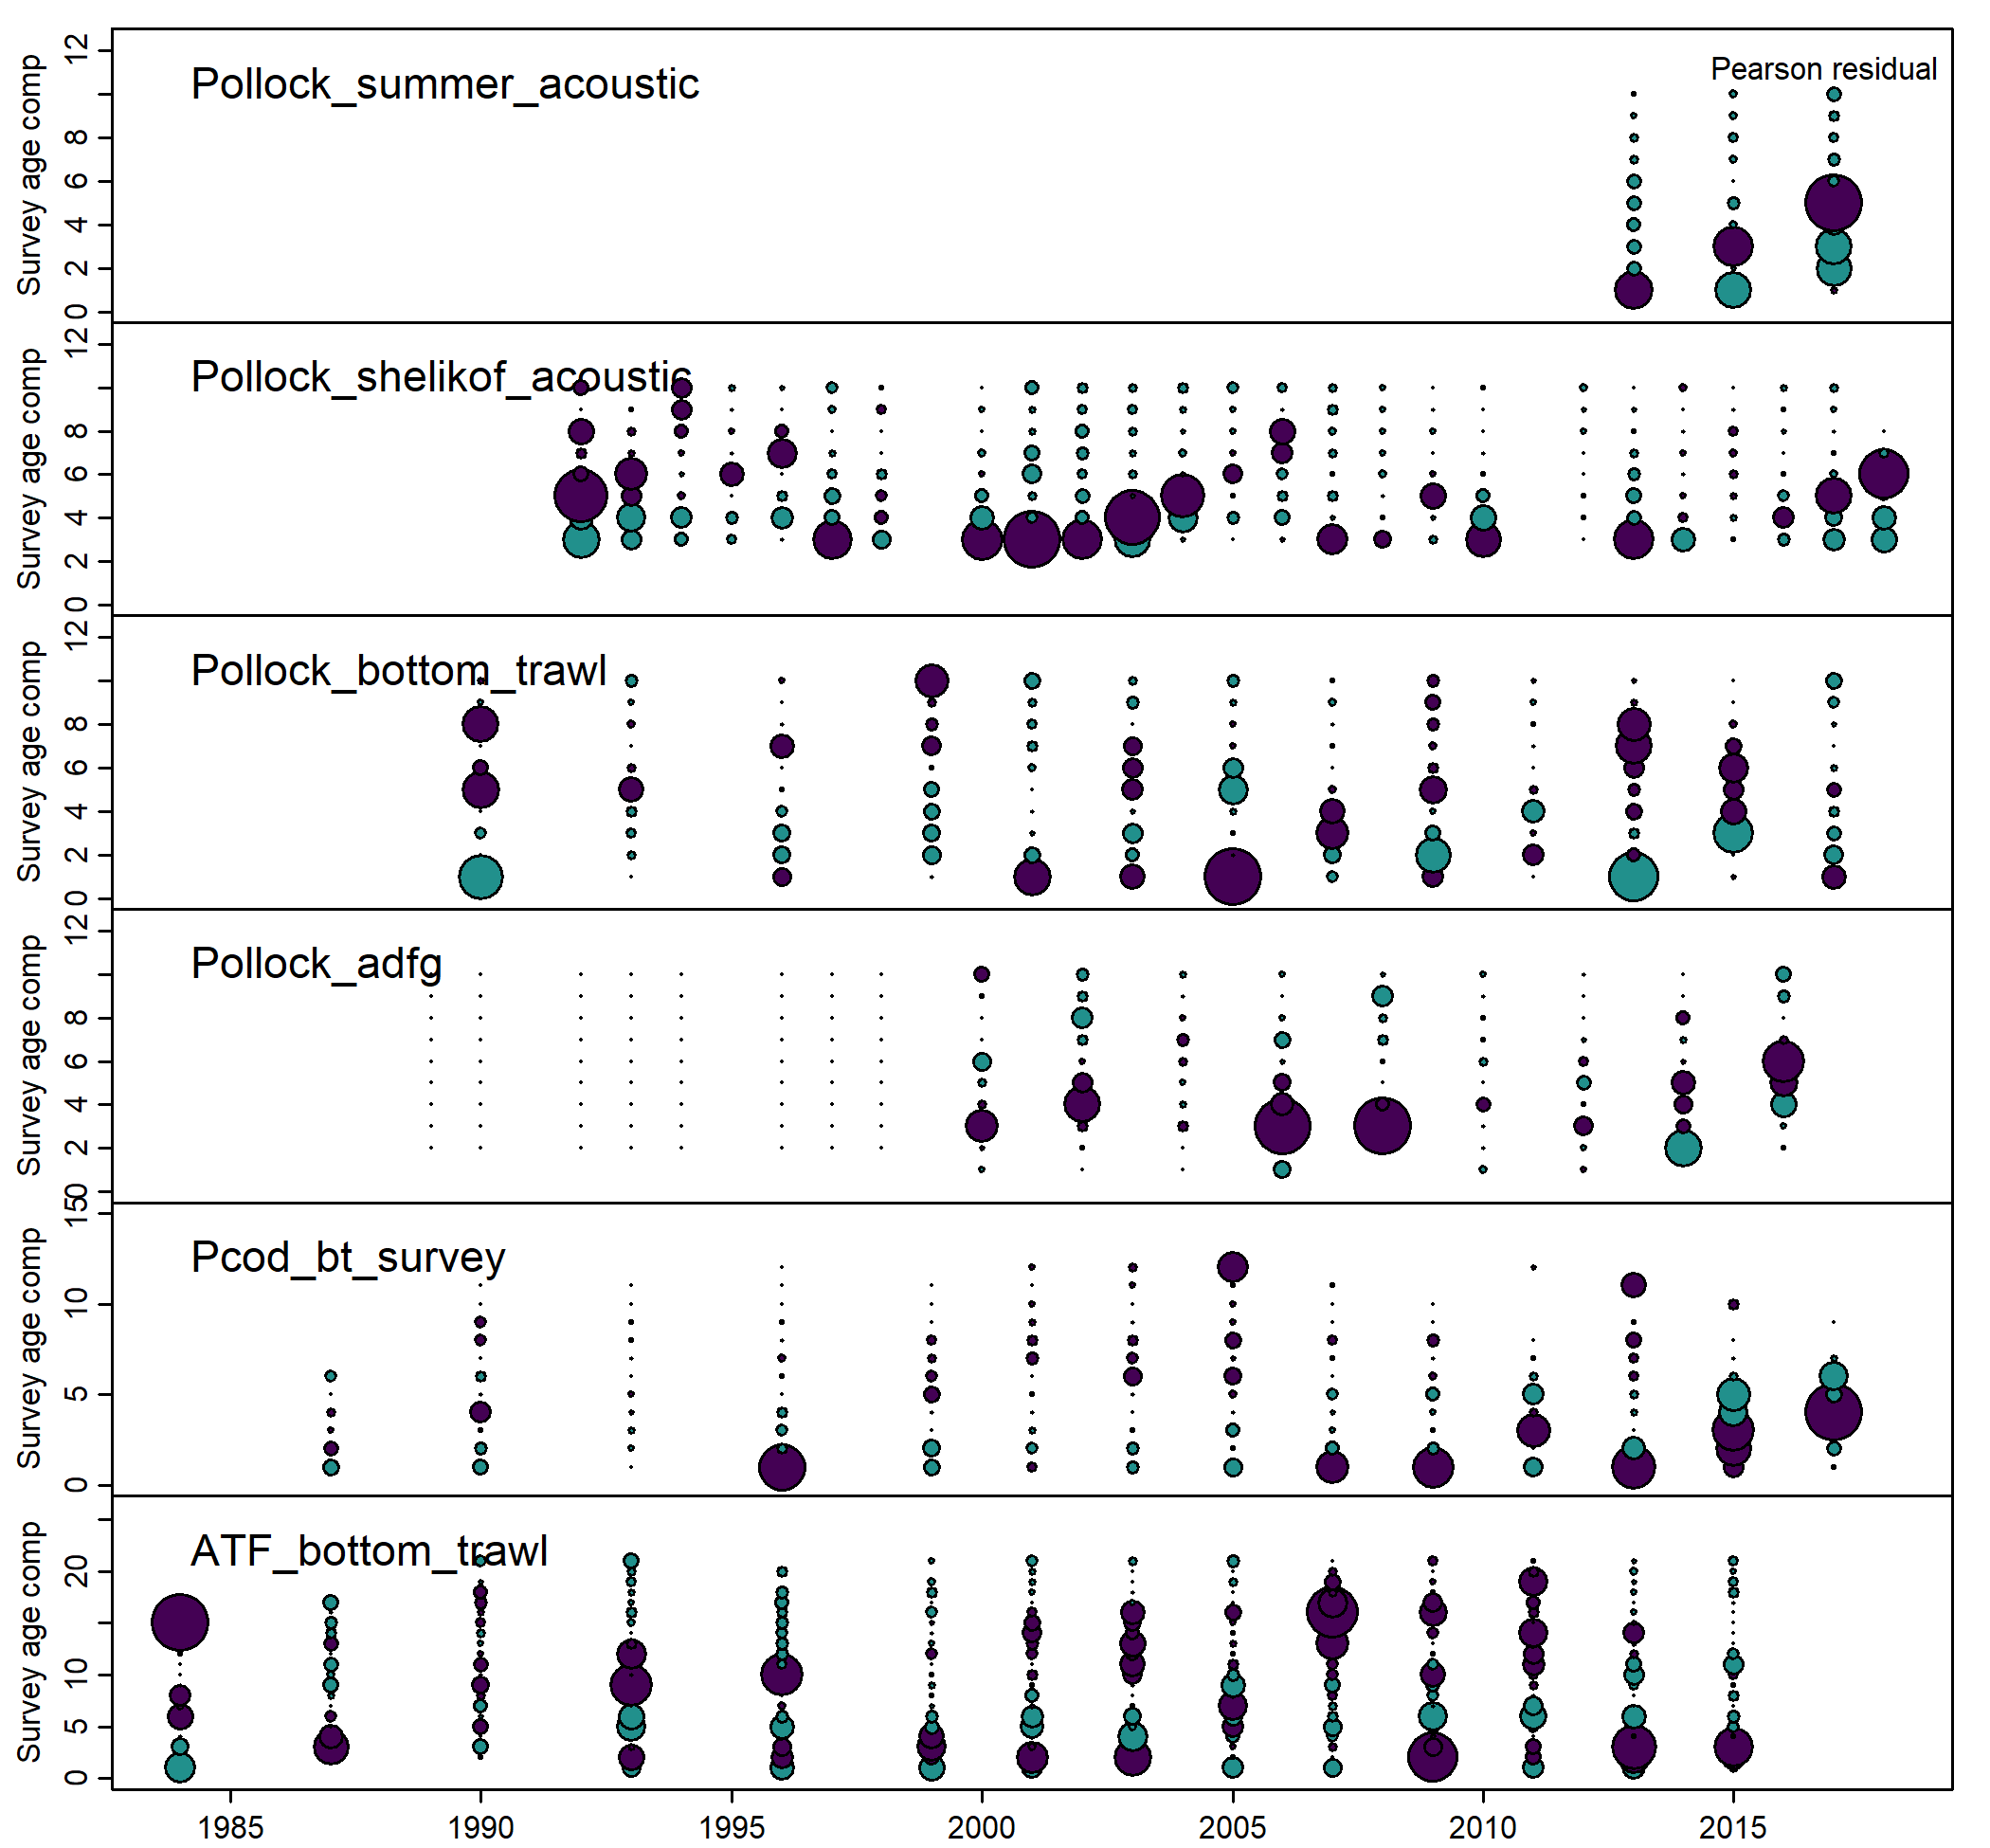 Pollock_summer_acoustic
Pearson residual
Survey age comp
0 2 4 6 8 12
Pollock_shelikof_acoustic
Survey age comp
0 2 4 6 8 12
Pollock_bottom_trawl
Survey age comp
0 2 4 6 8 12
Pollock_adfg
Survey age comp
0 2 4 6 8 12
Pcod_bt_survey
Survey age comp
0 5 10 15
ATF_bottom_trawl
Survey age comp
0 5 10 20
1985 1990 1995 2000 2005 2010 2015